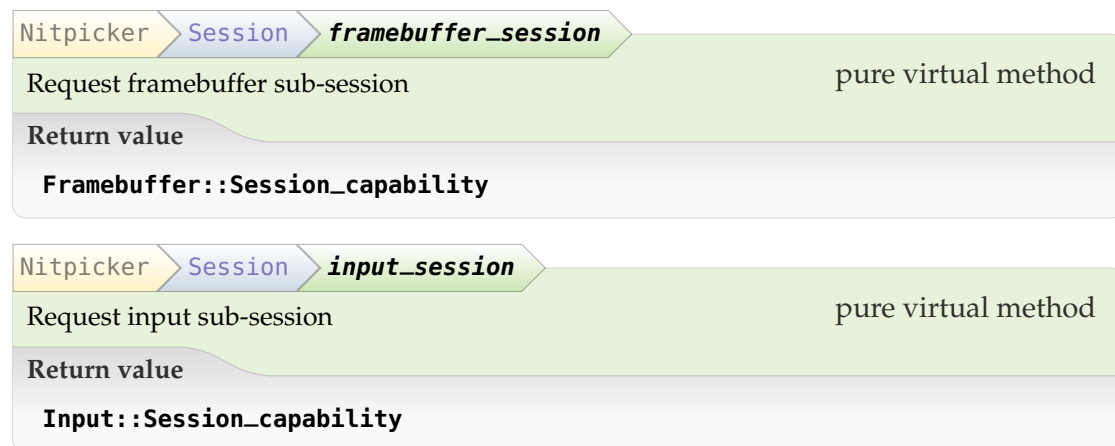 Nitpicker Session framebuffer_session
Request framebuffer sub-session pure virtual method
Return value
Framebuffer::Session_capability
Nitpicker Session input_session
Request input sub-session pure virtual method
Return value
Input::Session_capability